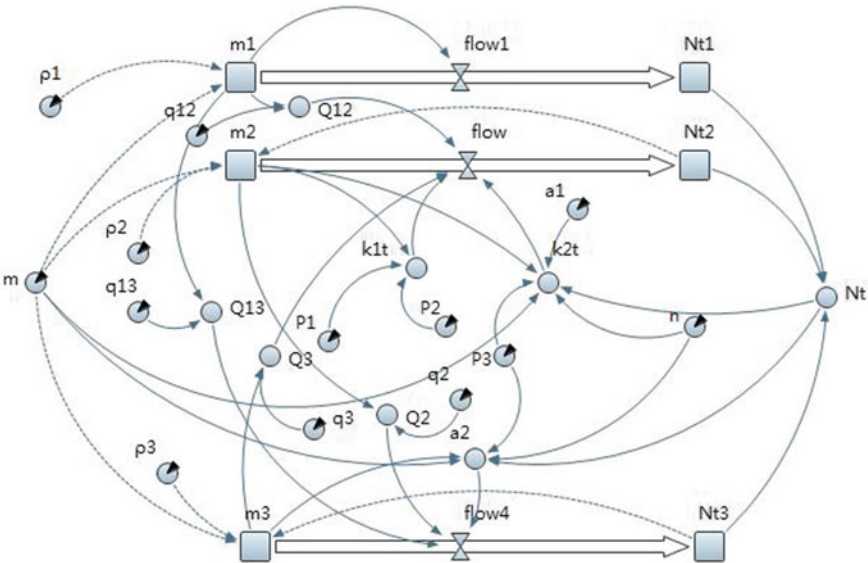 m1
flow1
Nt1
ρ1
q12
Q12
m2
flow
Nt2
a1
ρ2
k1t
k2t
m
q13
Q13
P1
P2
n
Nt
Q3
P3
q2
q3
Q2
a2
ρ3
m3
flow4
Nt3